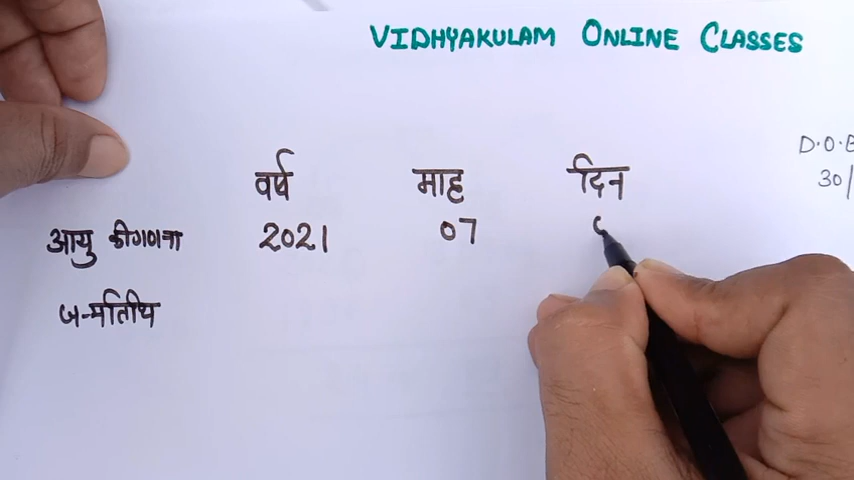 VIDHYAKULAM ONLINE CLASSES
D.O.B
30/
वर्ष माह दिन
आयु की गणना 2021 07
जन्मतिथि